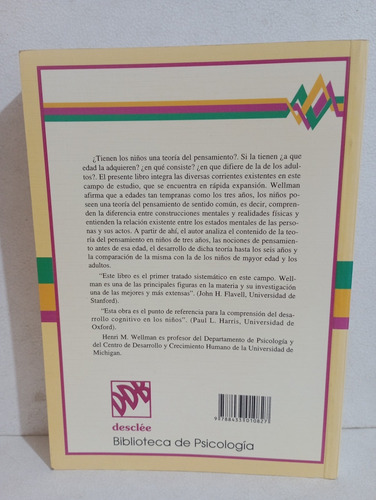 ¿Tienen los niños una teoría del pensamiento?. Si la tienen ¿a que
edad la adquieren? ¿en qué consiste? ¿en que difiere de la de los adul-
tos?. El presente libro integra las diversas corrientes existentes en este
campo de estudio, que se encuentra en rápida expansión. Wellman
afirma que a edades tan tempranas como los tres años, los niños po-
seen una teoría del pensamiento de sentido común, es decir, compren-
den la diferencia entre construcciones mentales y realidades físicas y
entienden la relación existente entre los estados mentales de las perso-
nas y sus actos. A partir de ahí, el autor analiza el contenido de la teo-
ría del pensamiento en niños de tres años, las nociones de pensamien-
to antes de esa edad, el desarrollo de dicha teoría hasta los seis años y
la comparación de la misma con la de los niños de mayor edad y los
adultos.
"Este libro es el primer tratado sistemático en este campo. Well-
man es una de las principales figuras en la materia y su investigación
una de las mejores y más extensas". (John H. Flavell, Universidad de
Stanford).
"Esta obra es el punto de referencia para la comprensión del desa-
rrollo cognitivo en los niños". (Paul L. Harris, Universidad de
Oxford).
Henri M. Wellman es profesor del Departamento de Psicología y
del Centro de Desarrollo y Crecimiento Humano de la Universidad de
Michigan.
DDB
desclée
Biblioteca de Psicología
9788433010827